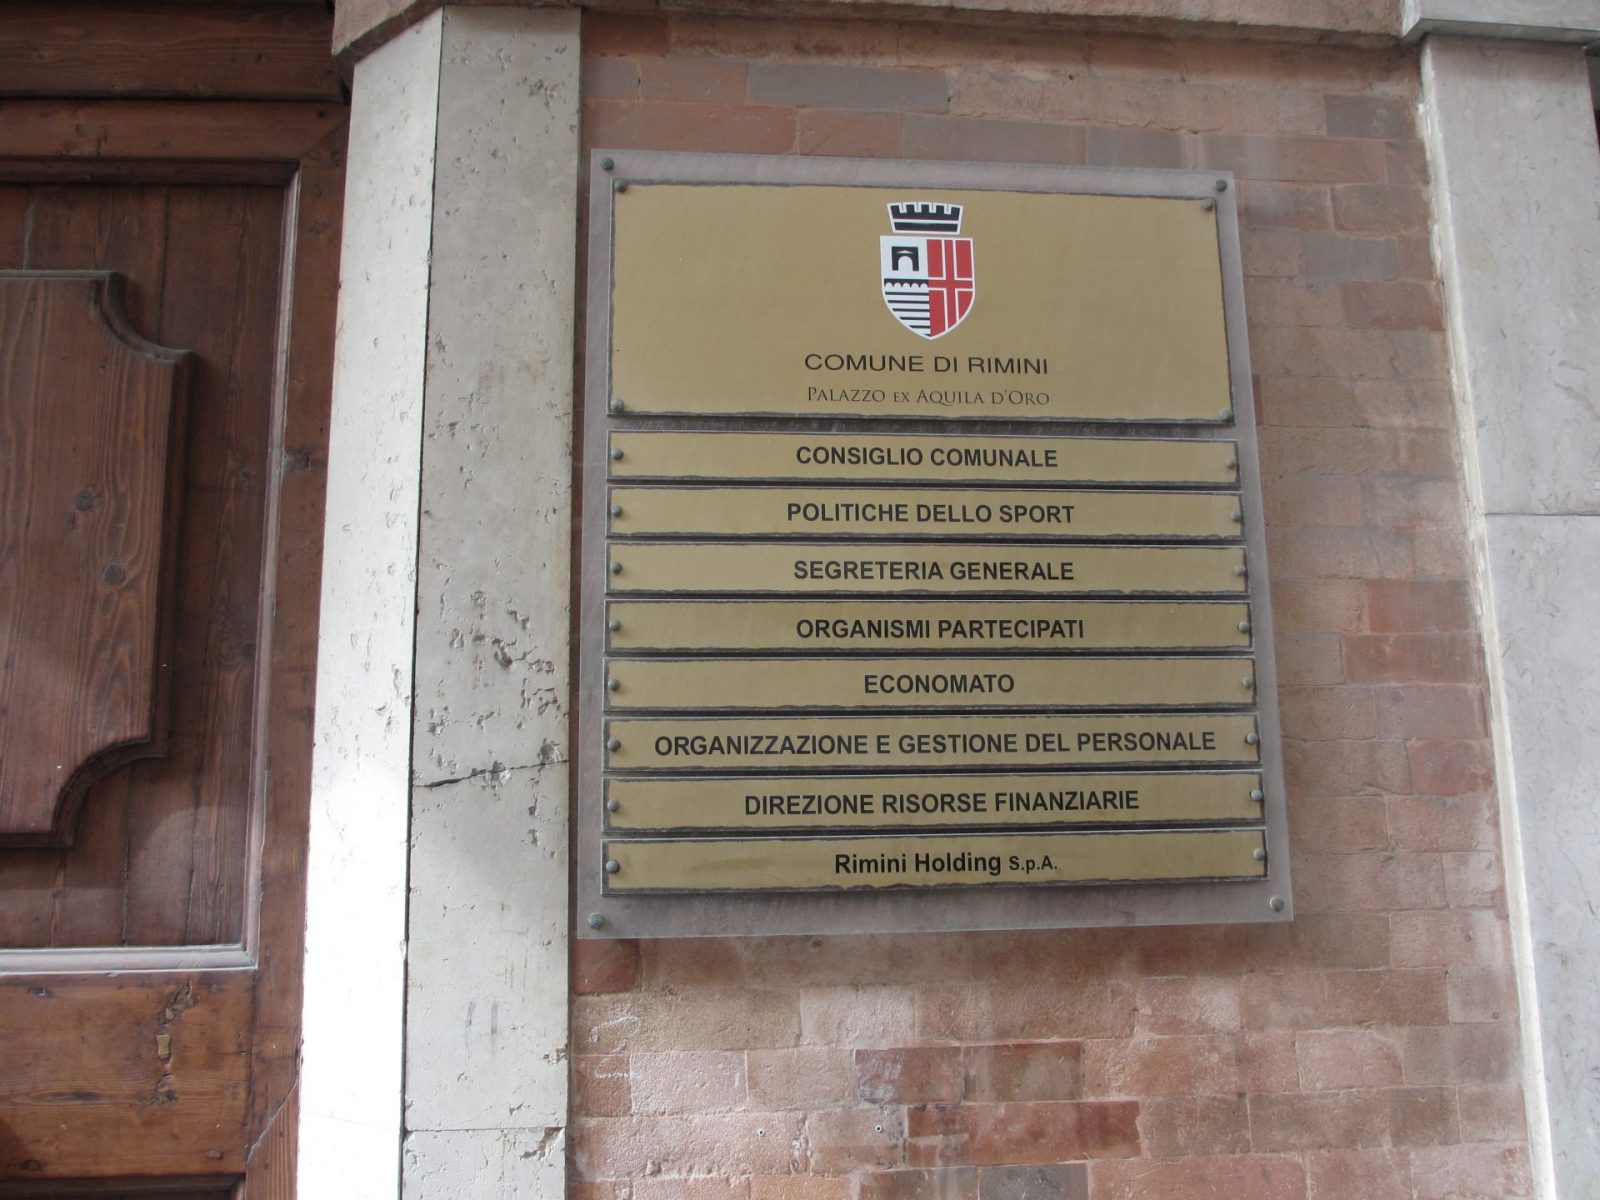 COMUNE DI RIMINI
PALAZZO EX AQUILA D'ORO
CONSIGLIO COMUNALE
POLITICHE DELLO SPORT
SEGRETERIA GENERALE
ORGANISMI PARTECIPATI
ECONOMATO
ORGANIZZAZIONE E GESTIONE DEL PERSONALE
DIREZIONE RISORSE FINANZIARIE
Rimini Holding S.p.A.